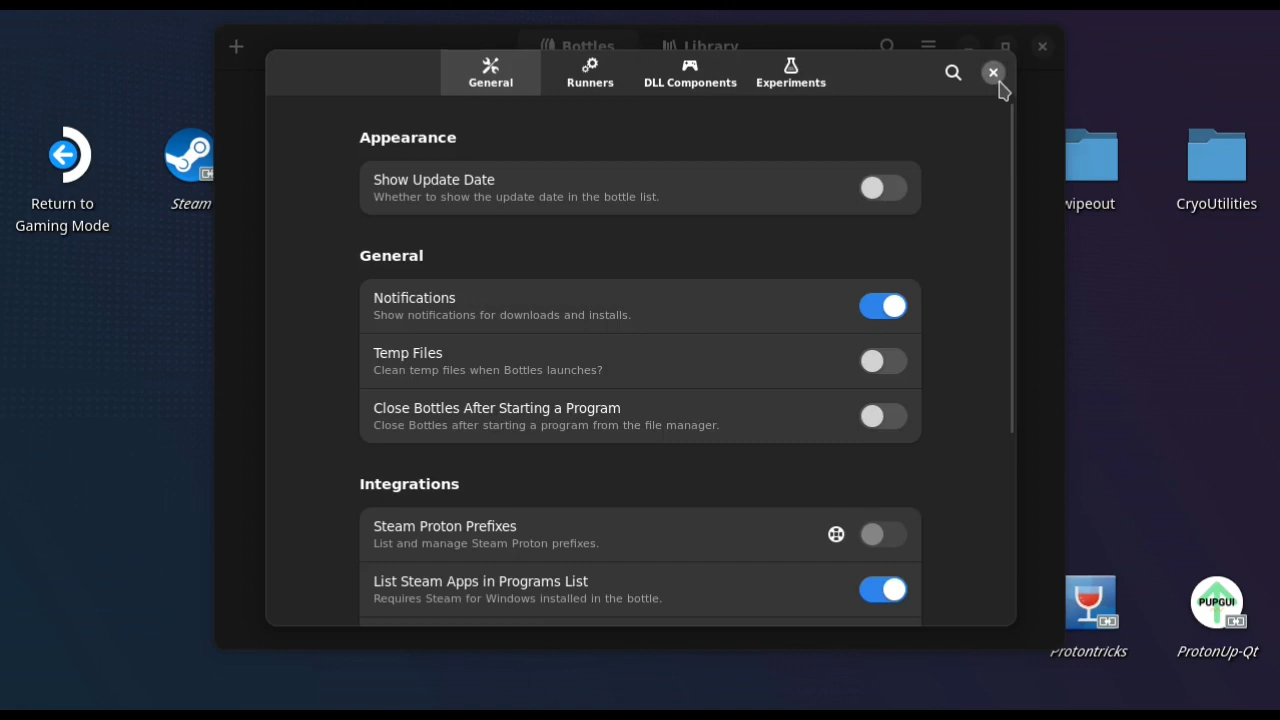 Bottles
Library
General
Runners
DLL Components
Experiments
Appearance
Show Update Date
Whether to show the update date in the bottle list.
General
Notifications
Show notifications for downloads and installs.
Temp Files
Clean temp files when Bottles launches?
Close Bottles After Starting a Program
Close Bottles after starting a program from the file manager.
Integrations
Steam Proton Prefixes
List and manage Steam Proton prefixes.
List Steam Apps in Programs List
Requires Steam for Windows installed in the bottle.
Return to
Gaming Mode
Steam
wipeout
CryoUtilities
Protontricks
PUPGUI
ProtonUp-Qt